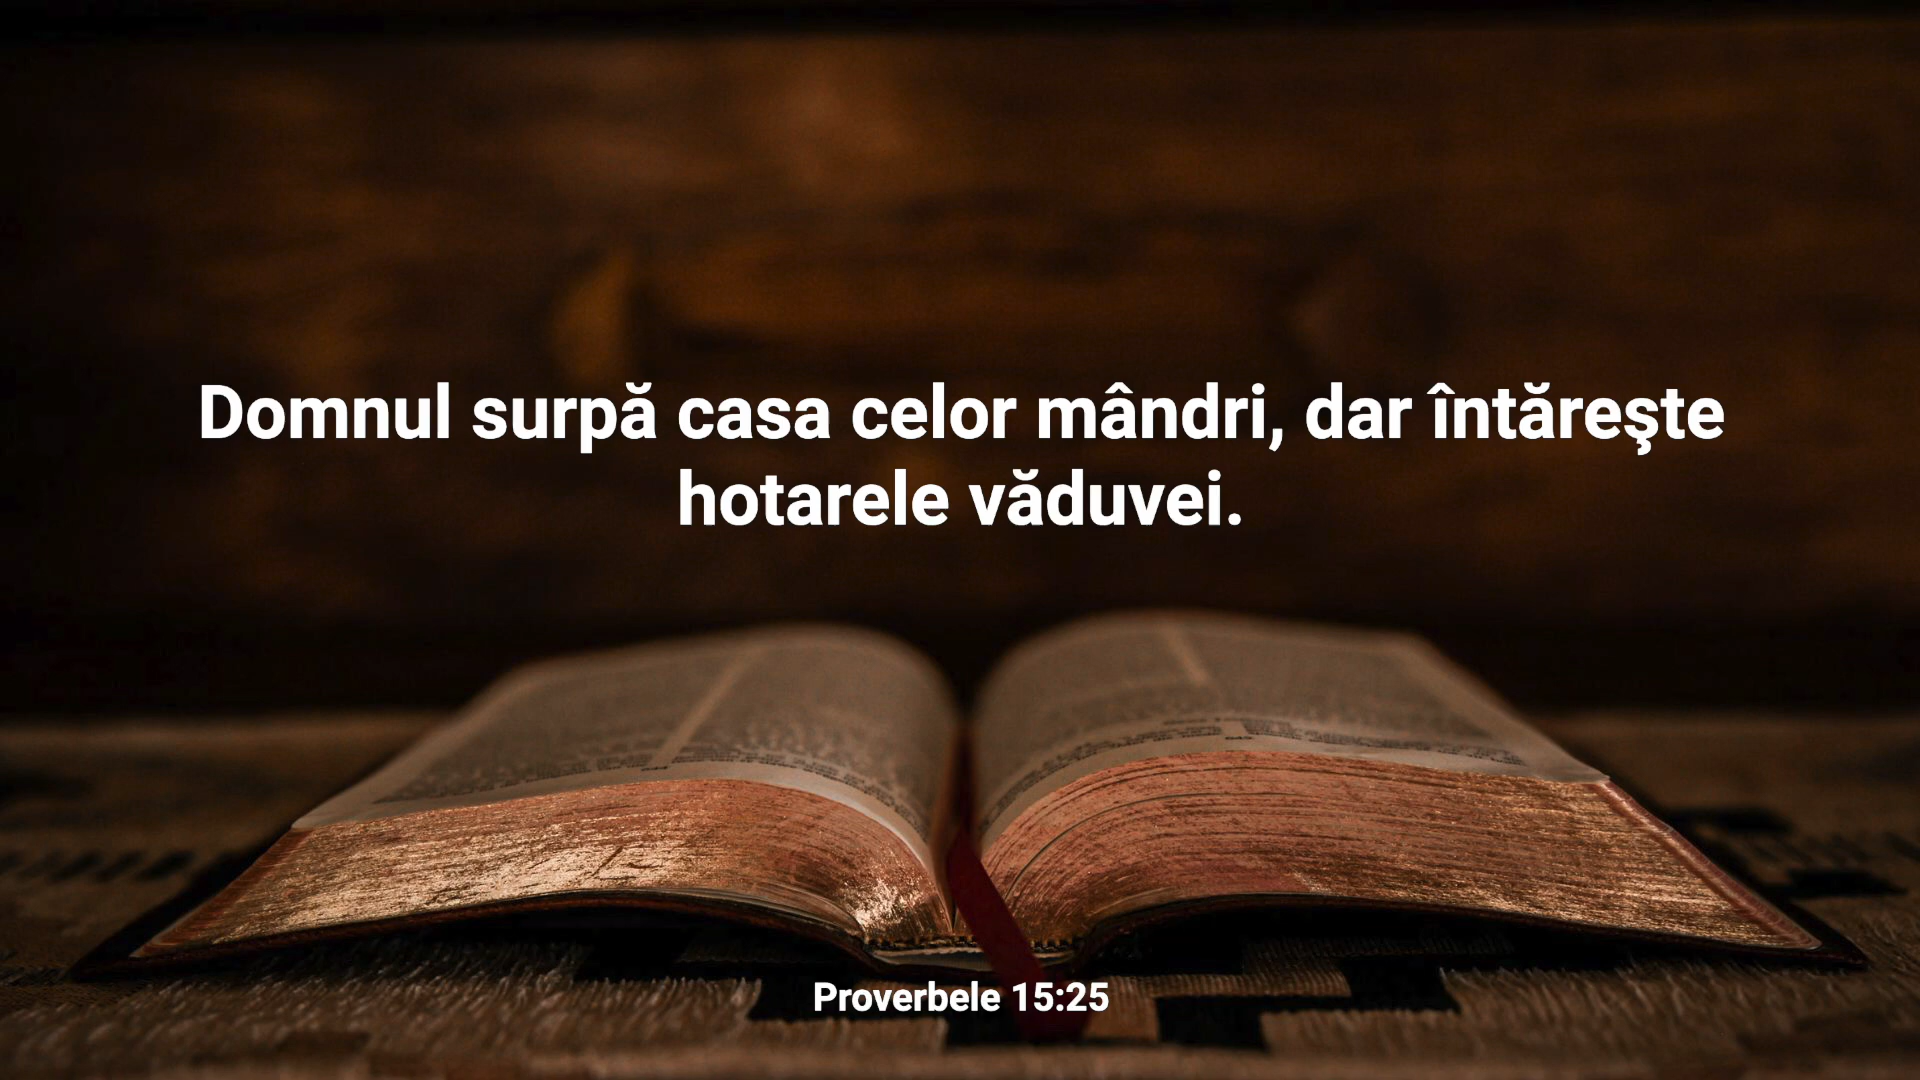 Domnul surpă casa celor mândri, dar întăreşte
hotarele văduvei.
Proverbele 15:25